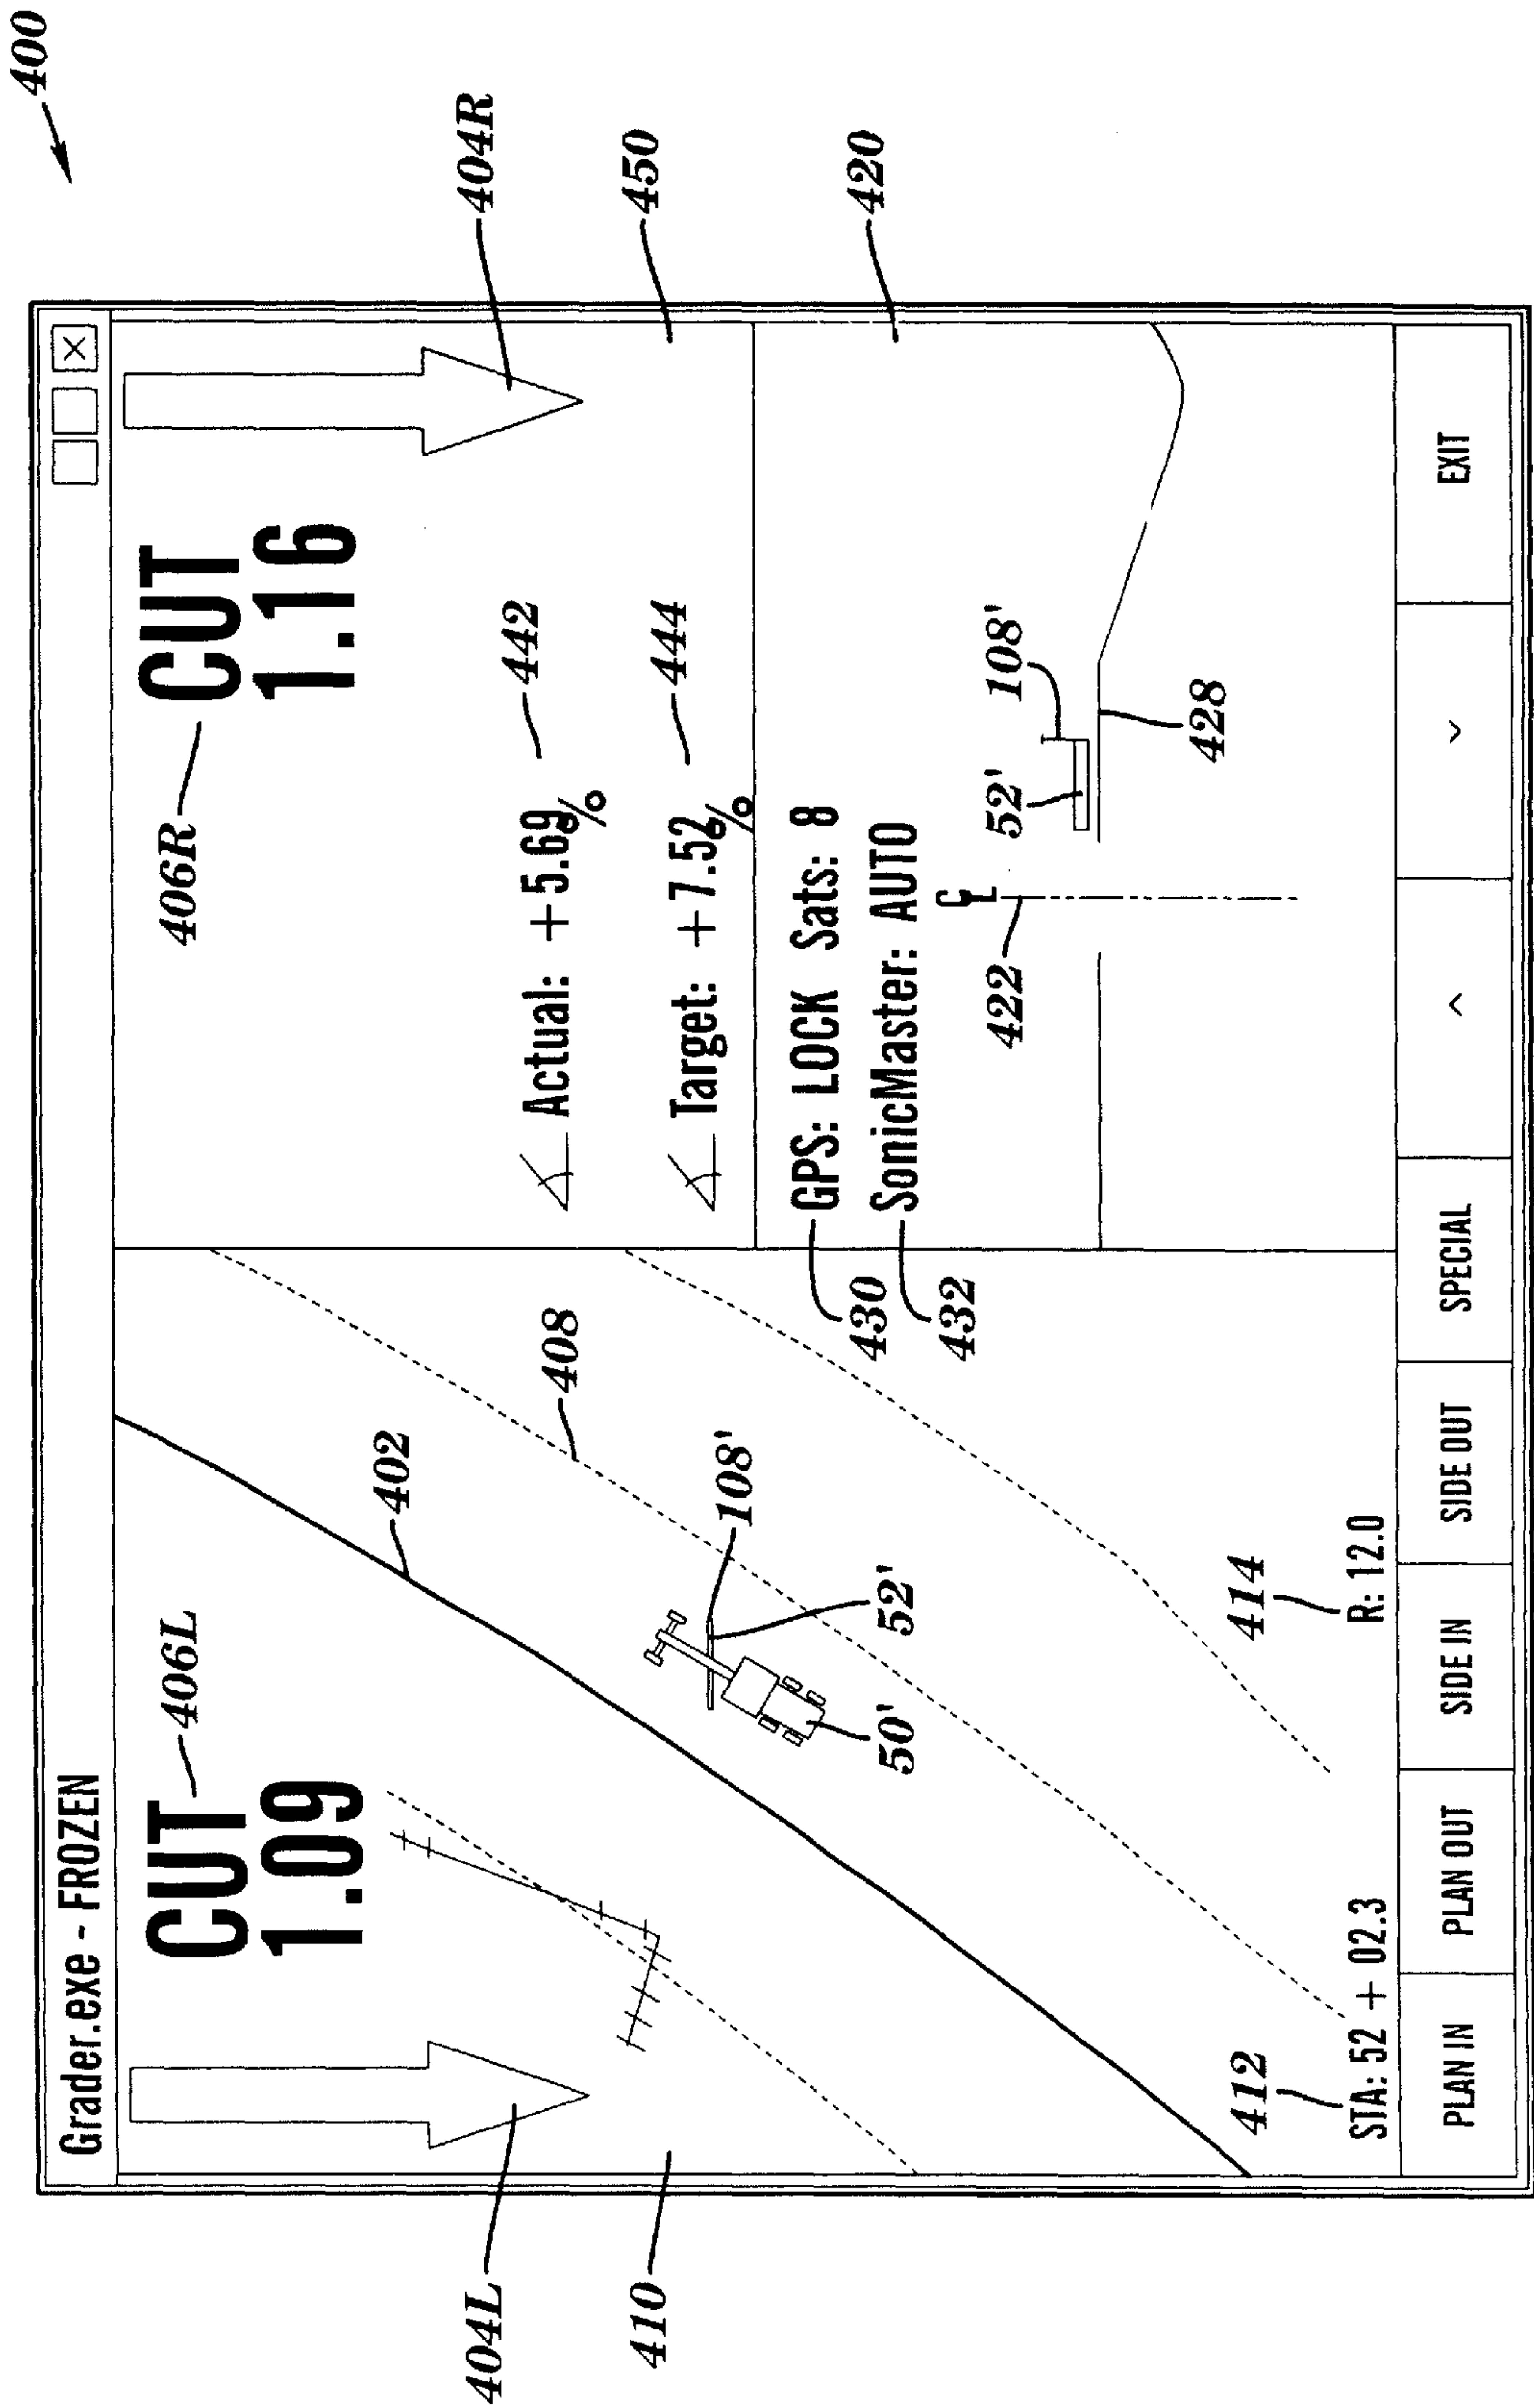 400
Grader.exe - FROZEN
X
CUT
1.09
406L
404L
410
402
408
108'
52'
50'
412
STA: 52 + 02.3
414
R: 12.0
406R
CUT
1.16
404R
450
Actual: +5.69%
442
Target: +7.52%
444
GPS: LOCK Sats: 8
430
SonicMaster: AUTO
432
420
CL
422
52'
108'
428
PLAN IN
PLAN OUT
SIDE IN
SIDE OUT
SPECIAL
^
v
EXIT